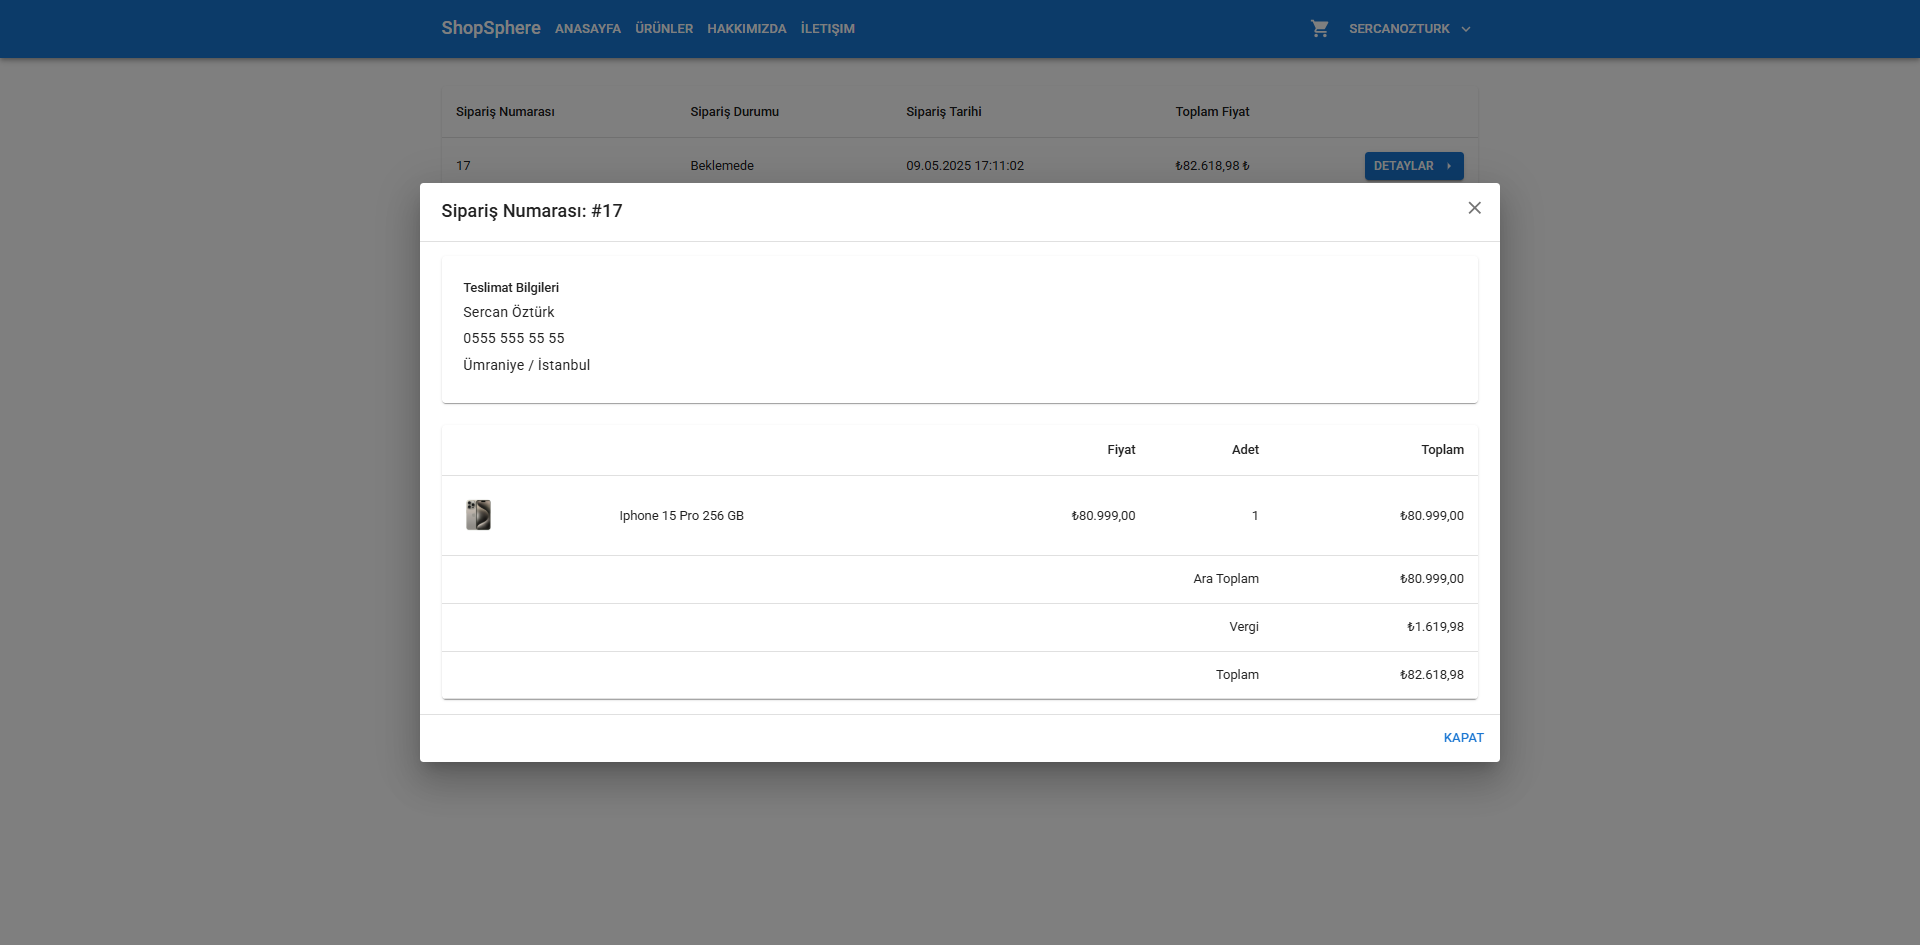 ShopSphere ANASAYFA ÜRÜNLER HAKKIMIZDA İLETIŞIM SERCANOZTURK
Sipariş Numarası Sipariş Durumu Sipariş Tarihi Toplam Fiyat
17 Beklemede 09.05.2025 17:11:02 ₺82.618,98 ₺ DETAYLAR
Sipariş Numarası: #17
Teslimat Bilgileri
Sercan Öztürk
0555 555 55 55
Ümraniye / İstanbul
Fiyat Adet Toplam
Iphone 15 Pro 256 GB ₺80.999,00 1 ₺80.999,00
Ara Toplam ₺80.999,00
Vergi ₺1.619,98
Toplam ₺82.618,98
KAPAT